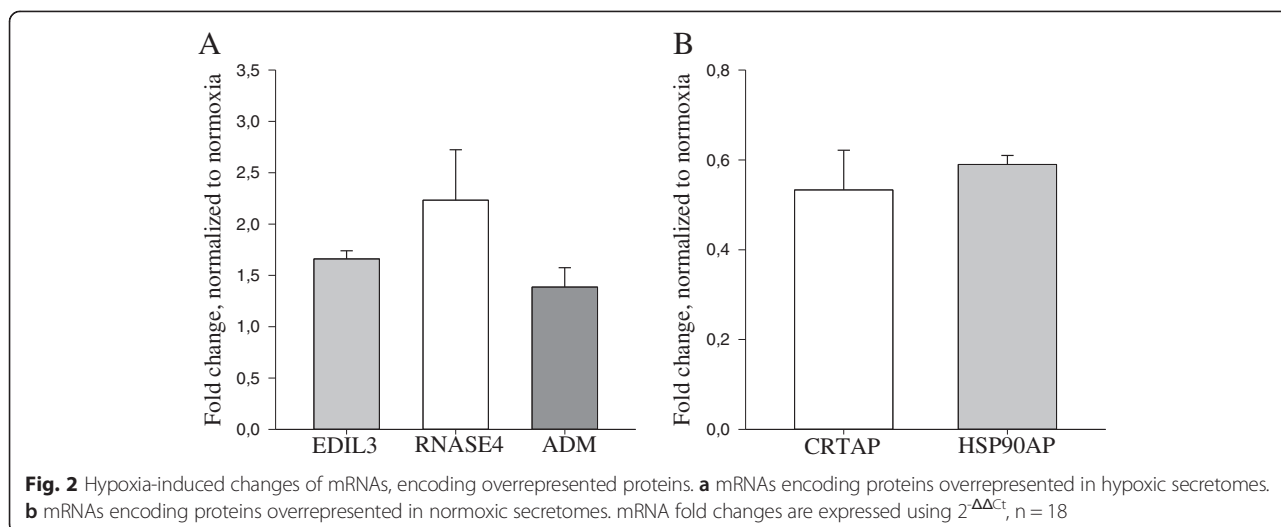 A
Fold change, normalized to normoxia
3,5
3,0
2,5
2,0
1,5
1,0
0,5
0,0
EDIL3 RNASE4 ADM
B
Fold change, normalized to normoxia
0,8
0,6
0,4
0,2
0,0
CRTAP HSP90AP
Fig. 2 Hypoxia-induced changes of mRNAs, encoding overrepresented proteins. a mRNAs encoding proteins overrepresented in hypoxic secretomes.
b mRNAs encoding proteins overrepresented in normoxic secretomes. mRNA fold changes are expressed using 2-ΔΔCt, n = 18